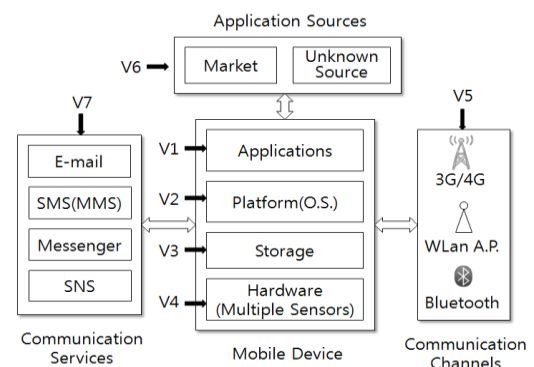 Application Sources
V6
Market
Unknown
Source
V7
V5
E-mail
SMS(MMS)
Messenger
SNS
V1
Applications
V2
Platform(O.S.)
V3
Storage
V4
Hardware
(Multiple Sensors)
3G/4G
WLan A.P.
Bluetooth
Communication
Services
Mobile Device
Communication
Channels